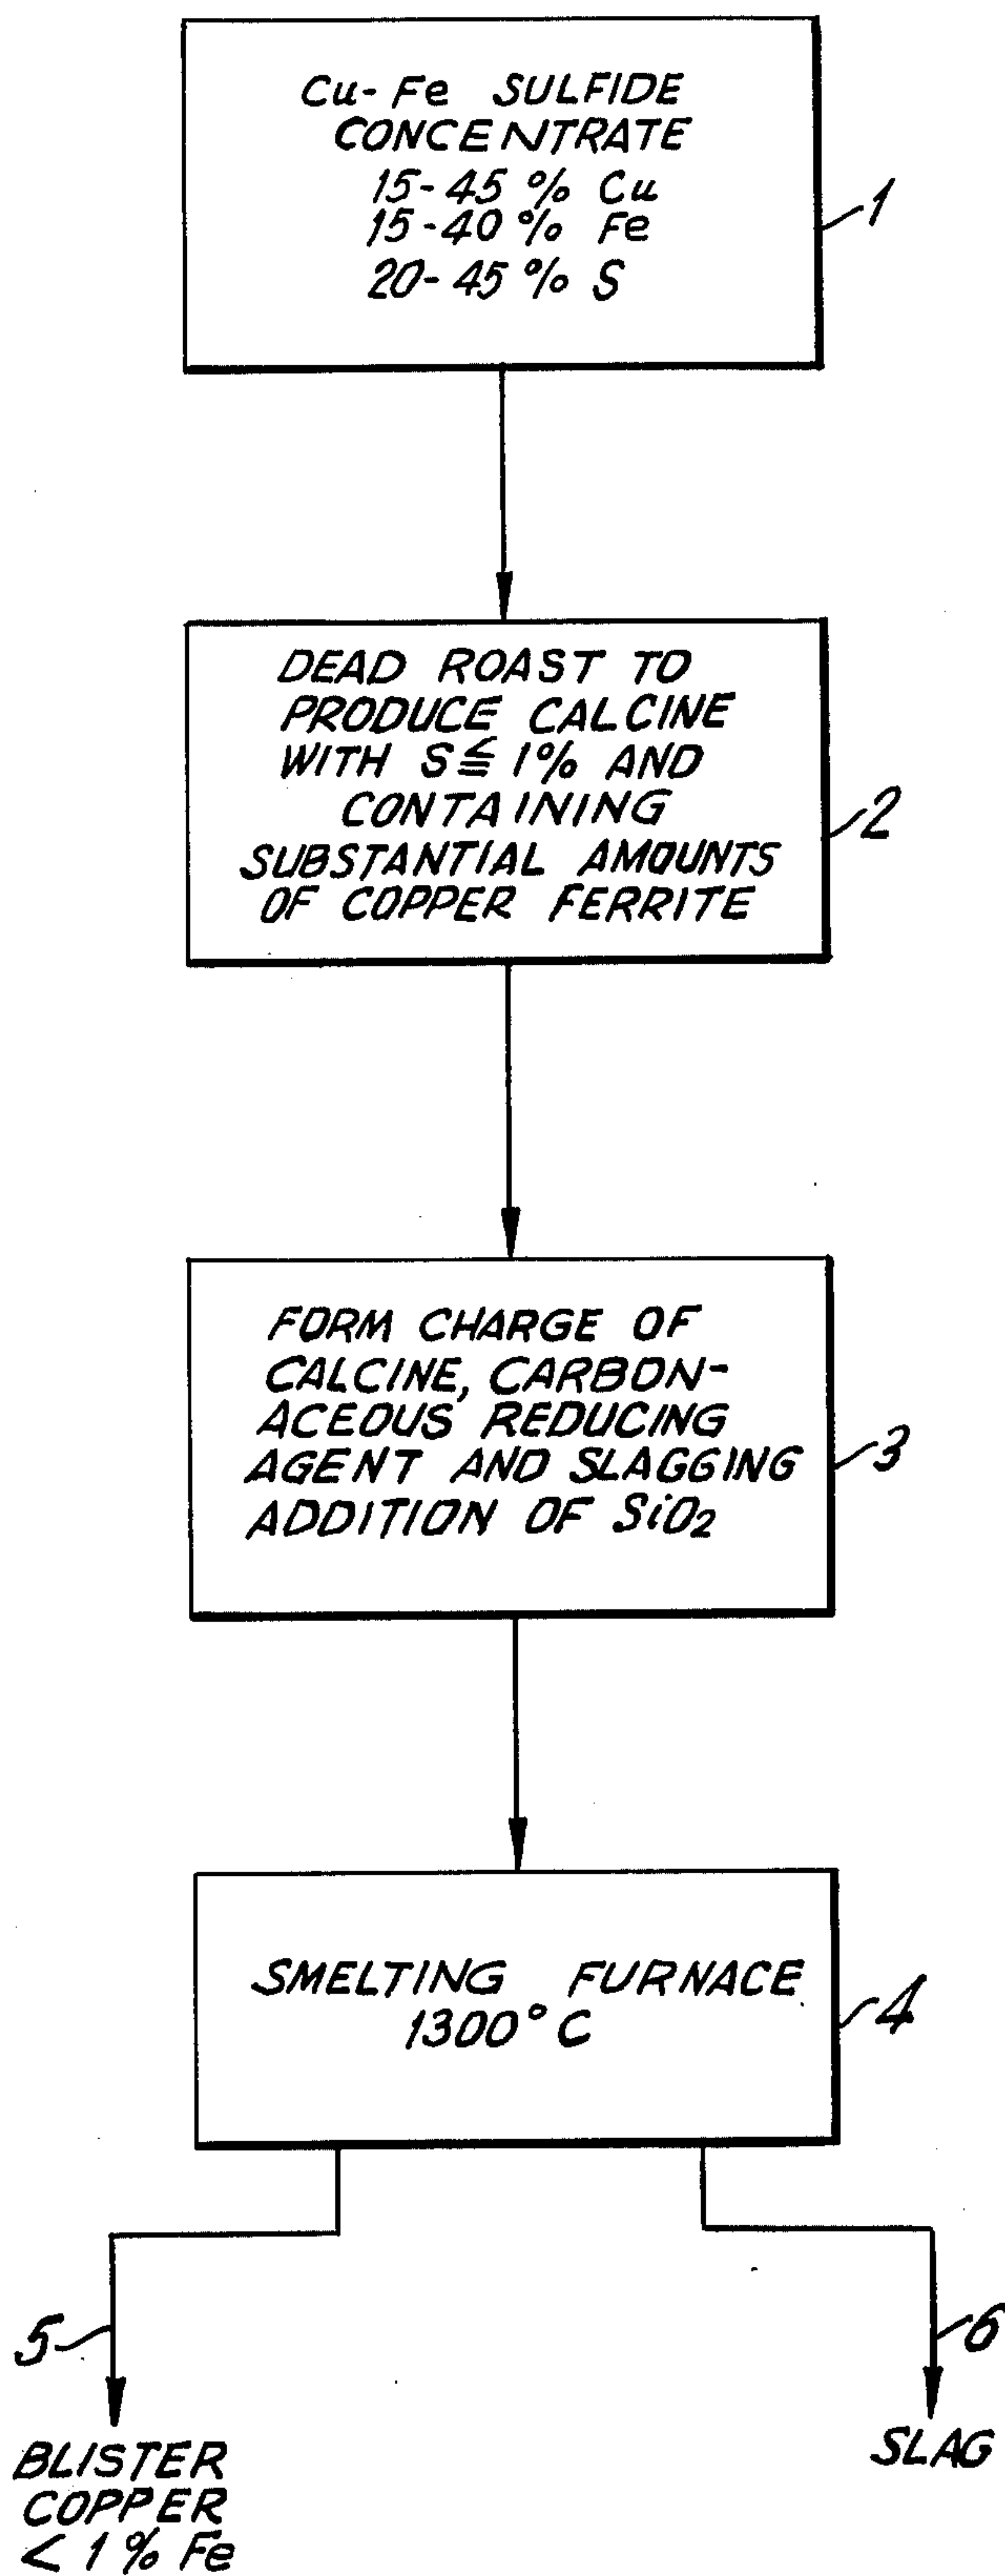 Cu-Fe SULFIDE
CONCENTRATE
15-45 % Cu
15-40 % Fe
20-45 % S
1
DEAD ROAST TO
PRODUCE CALCINE
WITH S ≦ 1% AND
CONTAINING
SUBSTANTIAL AMOUNTS
OF COPPER FERRITE
2
FORM CHARGE OF
CALCINE, CARBON-
ACEOUS REDUCING
AGENT AND SLAGGING
ADDITION OF SiO₂
3
SMELTING FURNACE
1300°C
4
5
6
BLISTER
COPPER
< 1 % Fe
SLAG